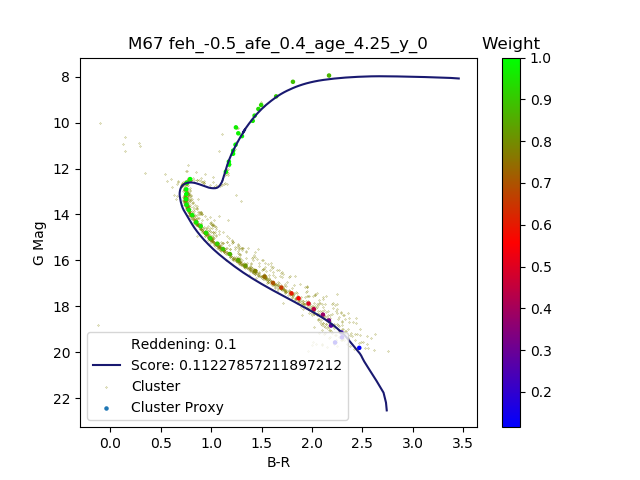 M67 feh_-0.5_afe_0.4_age_4.25_y_0
Weight
8
10
12
14
16
18
20
22
G Mag
0.0 0.5 1.0 1.5 2.0 2.5 3.0 3.5
B-R
Reddening: 0.1
Score: 0.11227857211897212
Cluster
Cluster Proxy
1.0
0.9
0.8
0.7
0.6
0.5
0.4
0.3
0.2